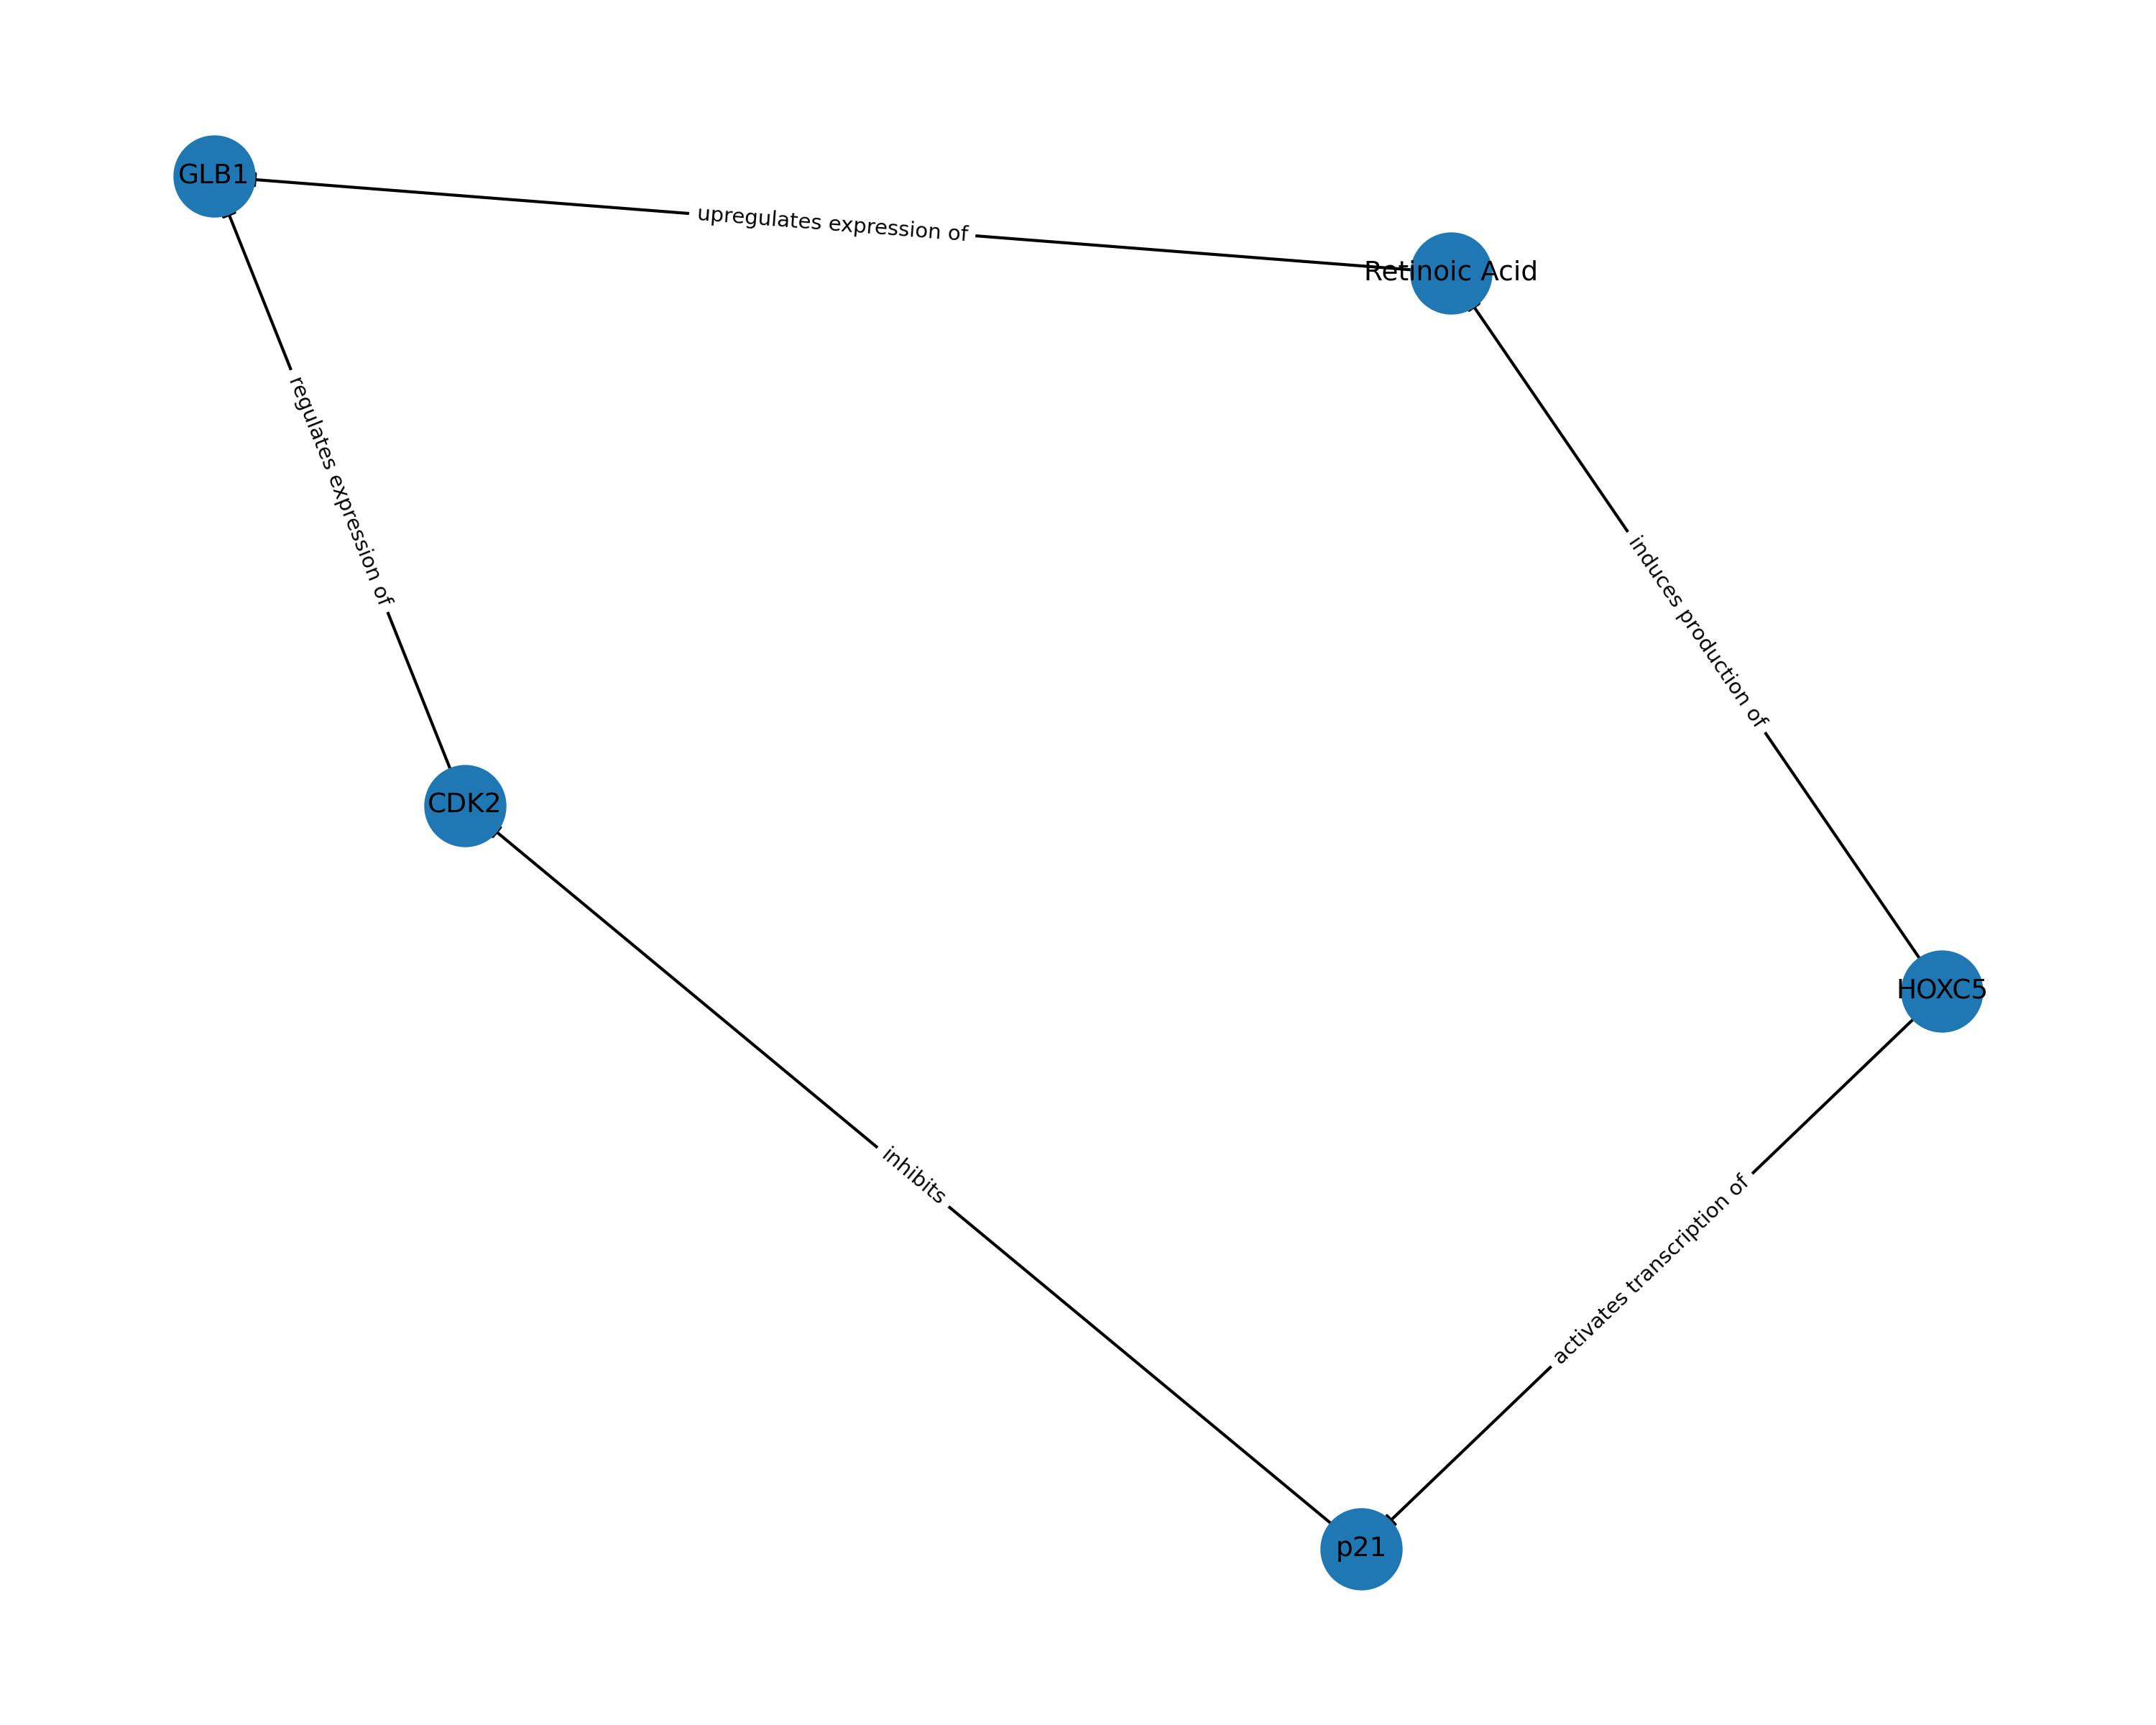 GLB1
upregulates expression of
Retinoic Acid
regulates expression of
induces production of
CDK2
HOXC5
inhibits
activates transcription of
p21